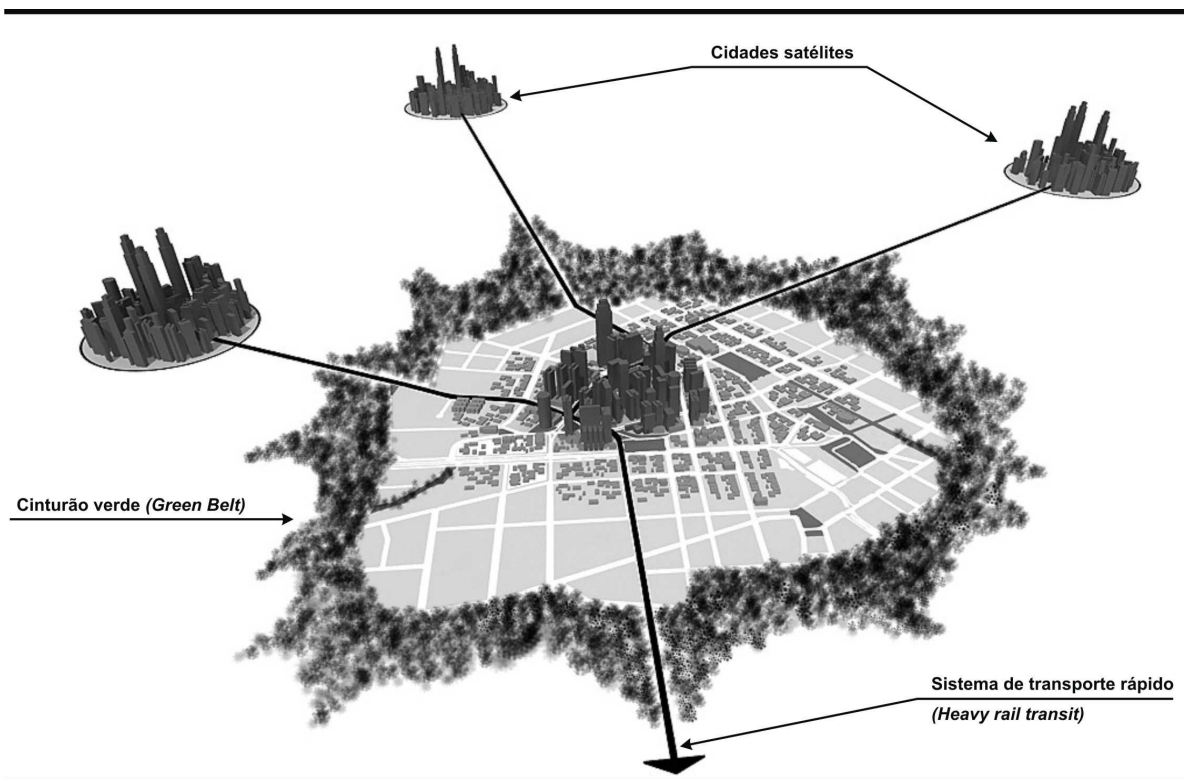 Cidades satélites
Cinturão verde (Green Belt)
Sistema de transporte rápido
(Heavy rail transit)